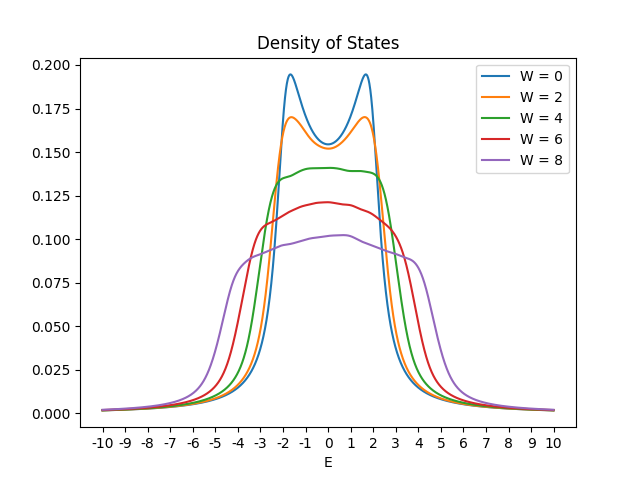 Density of States
0.200
0.175
0.150
0.125
0.100
0.075
0.050
0.025
0.000
W = 0
W = 2
W = 4
W = 6
W = 8
-10 -9 -8 -7 -6 -5 -4 -3 -2 -1 0 1 2 3 4 5 6 7 8 9 10
E